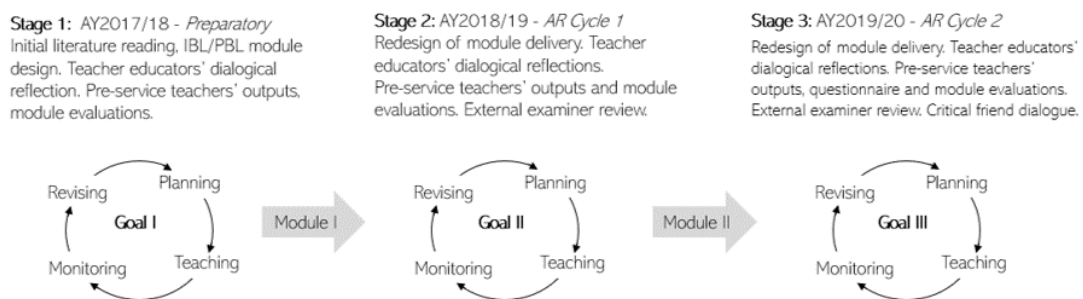 Stage 1: AY2017/18 - Preparatory
Initial literature reading, IBL/PBL module
design. Teacher educators' dialogical
reflection. Pre-service teachers' outputs,
module evaluations.
Stage 2: AY2018/19 - AR Cycle 1
Redesign of module delivery. Teacher
educators' dialogical reflections.
Pre-service teachers' outputs and module
evaluations. External examiner review.
Stage 3: AY2019/20 - AR Cycle 2
Redesign of module delivery. Teacher educators'
dialogical reflections. Pre-service teachers'
outputs, questionnaire and module evaluations.
External examiner review. Critical friend dialogue.
Revising
Planning
Goal I
Monitoring
Teaching
Module I
Revising
Planning
Goal II
Monitoring
Teaching
Module II
Revising
Planning
Goal III
Monitoring
Teaching